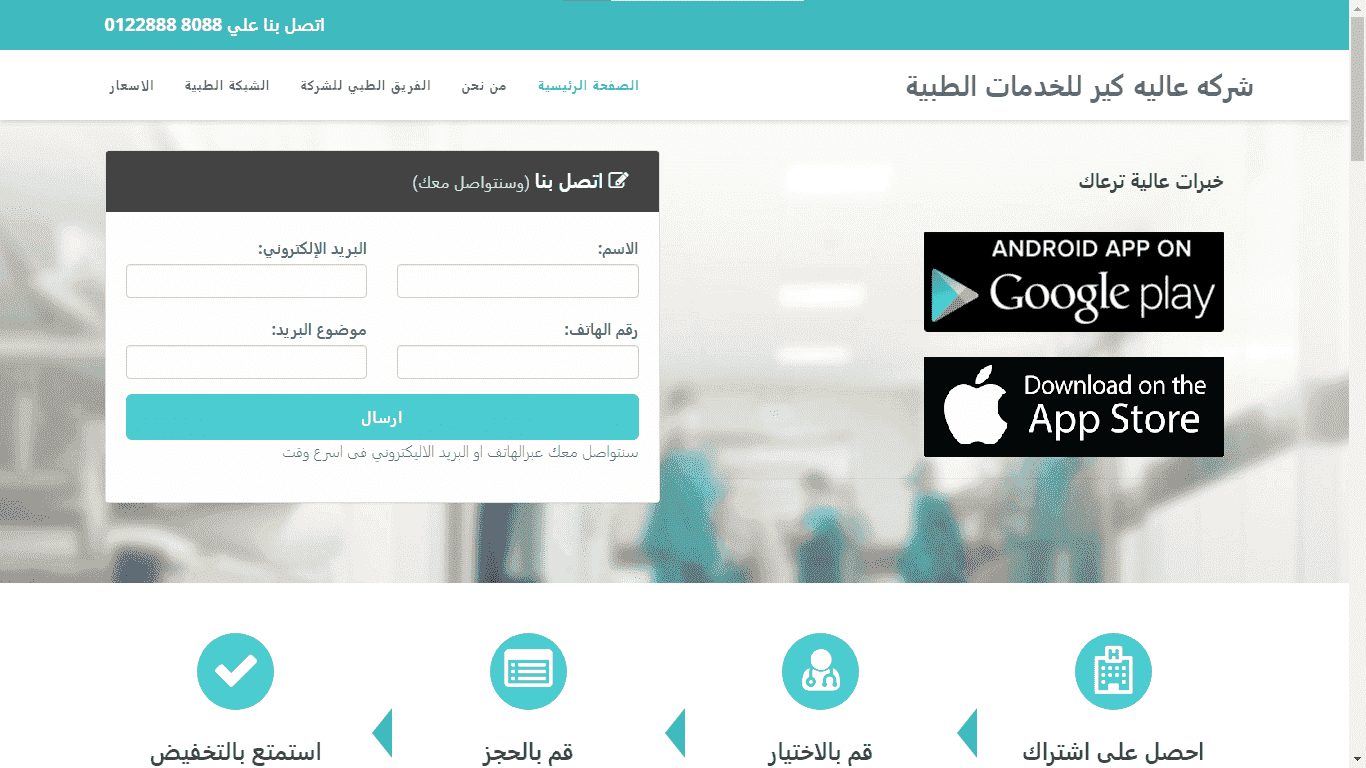 اتصل بنا علي 0122888 8088
شركه عاليه كير للخدمات الطبية
الصفحة الرئيسية
من نحن
الفريق الطبي للشركة
الشبكة الطبية
الاسعار
خبرات عالية ترعاك
ANDROID APP ON
Google play
Download on the
App Store
اتصل بنا (وسنتواصل معك)
الاسم:
البريد الإلكتروني:
رقم الهاتف:
موضوع البريد:
ارسال
سنتواصل معك عبرالهاتف او البريد الاليكتروني فى اسرع وقت
احصل على اشتراك
قم بالاختيار
قم بالحجز
استمتع بالتخفيض